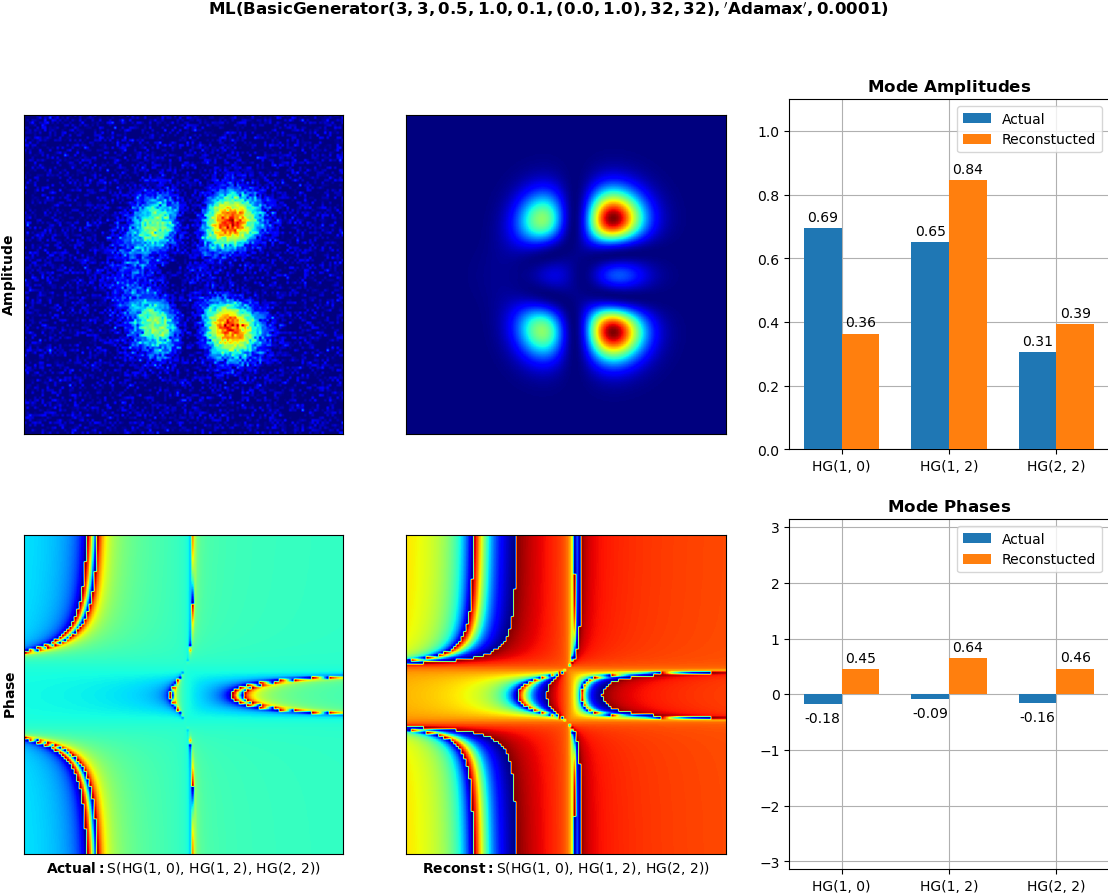 ML(BasicGenerator(3, 3, 0.5, 1.0, 0.1, (0.0, 1.0), 32, 32), ′Adamax′, 0.0001)
Amplitude
Mode Amplitudes
Actual
Reconstucted
1.0
0.8
0.6
0.4
0.2
0.0
0.69
0.36
0.65
0.84
0.31
0.39
HG(1, 0)
HG(1, 2)
HG(2, 2)
Phase
Actual: S(HG(1, 0), HG(1, 2), HG(2, 2))
Reconst: S(HG(1, 0), HG(1, 2), HG(2, 2))
Mode Phases
Actual
Reconstucted
3
2
1
0
−1
−2
−3
-0.18
0.45
-0.09
0.64
-0.16
0.46
HG(1, 0)
HG(1, 2)
HG(2, 2)